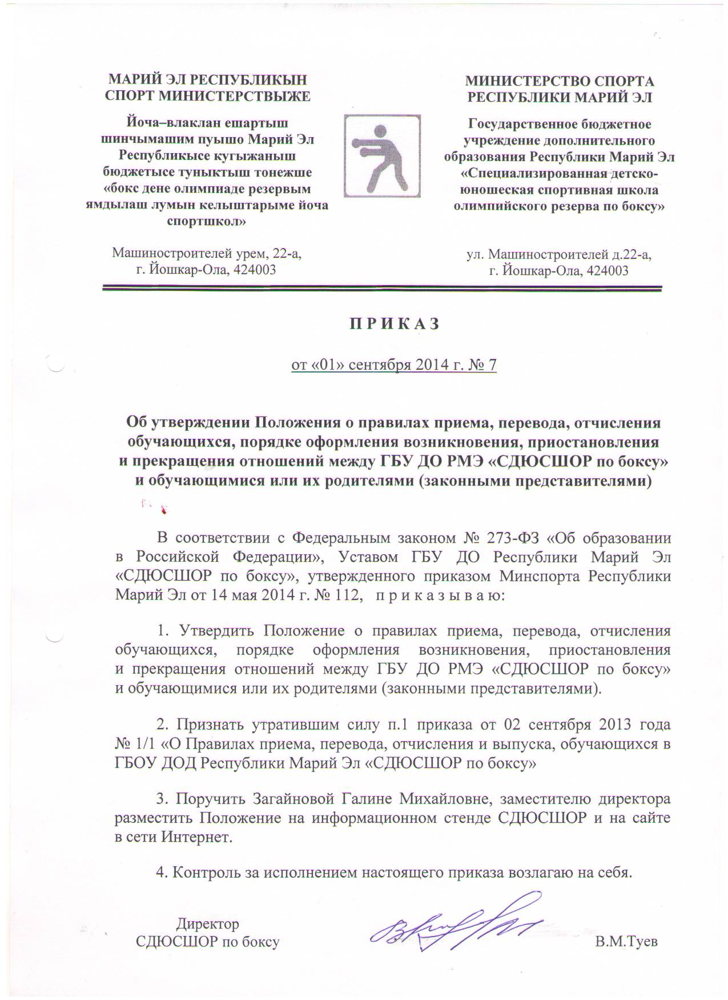 МАРИЙ ЭЛ РЕСПУБЛИКЫН
СПОРТ МИНИСТЕРСТВЫЖЕ
Йоча–влаклан ешартыш
шинчымашим пуышо Марий Эл
Республикысе кугыжаныш
бюджетысе туныктыш тонежше
«бокс дене олимпиаде резервым
ямдылаш лумын келыштарыме йоча
спортшкол»
Машиностроителей урем, 22-а,
г. Йошкар-Ола, 424003
МИНИСТЕРСТВО СПОРТА
РЕСПУБЛИКИ МАРИЙ ЭЛ
Государственное бюджетное
учреждение дополнительного
образования Республики Марий Эл
«Специализированная детско-
юношеская спортивная школа
олимпийского резерва по боксу»
ул. Машиностроителей д.22-а,
г. Йошкар-Ола, 424003
П Р И К А З
от «01» сентября 2014 г. № 7
Об утверждении Положения о правилах приема, перевода, отчисления
обучающихся, порядке оформления возникновения, приостановления
и прекращения отношений между ГБУ ДО РМЭ «СДЮСШОР по боксу»
и обучающимися или их родителями (законными представителями)
В соответствии с Федеральным законом № 273-ФЗ «Об образовании
в Российской Федерации», Уставом ГБУ ДО Республики Марий Эл
«СДЮСШОР по боксу», утвержденного приказом Минспорта Республики
Марий Эл от 14 мая 2014 г. № 112, п р и к а з ы в а ю:
1. Утвердить Положение о правилах приема, перевода, отчисления
обучающихся, порядке оформления возникновения, приостановления
и прекращения отношений между ГБУ ДО РМЭ «СДЮСШОР по боксу»
и обучающимися или их родителями (законными представителями).
2. Признать утратившим силу п.1 приказа от 02 сентября 2013 года
№ 1/1 «О Правилах приема, перевода, отчисления и выпуска, обучающихся в
ГБОУ ДОД Республики Марий Эл «СДЮСШОР по боксу»
3. Поручить Загайновой Галине Михайловне, заместителю директора
разместить Положение на информационном стенде СДЮСШОР и на сайте
в сети Интернет.
4. Контроль за исполнением настоящего приказа возлагаю на себя.
Директор
СДЮСШОР по боксу В.М.Туев